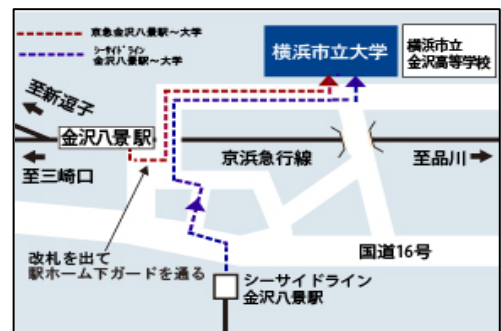 京急金沢八景駅～大学
シーサイドライン
金沢八景駅～大学
横浜市立大学
横浜市立
金沢高等学校
至新逗子
金沢八景駅
京浜急行線
至品川
至三崎口
改札を出て
駅ホーム下ガードを通る
国道16号
シーサイドライン
金沢八景駅